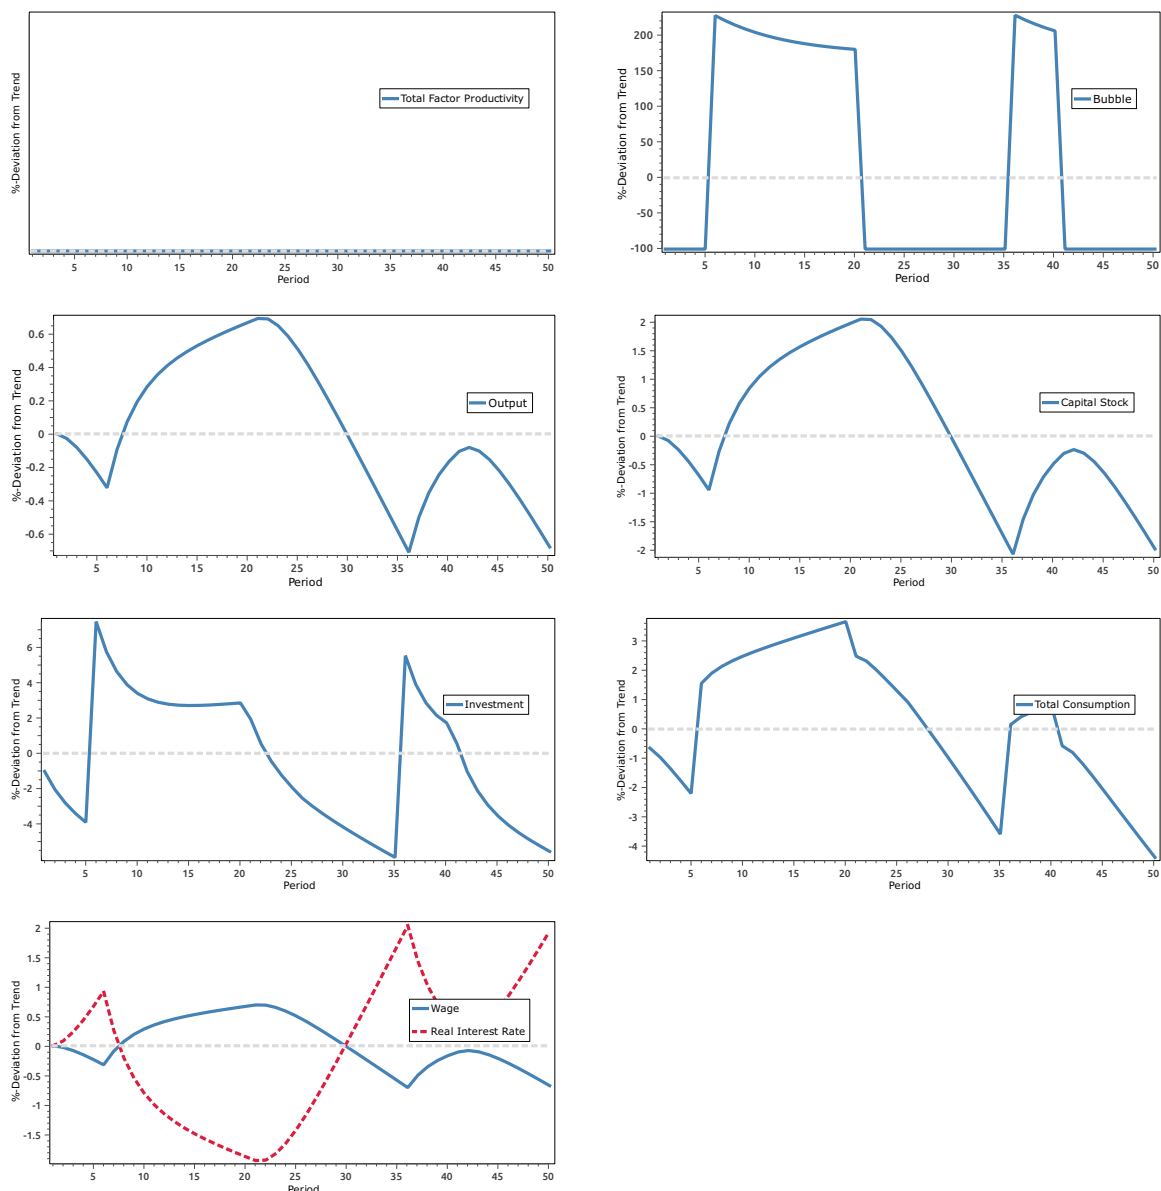 %-Deviation from Trend
Total Factor Productivity
5 10 15 20 25 30 35 40 45 50
Period
%-Deviation from Trend
200
150
100
50
0
-50
-100
Bubble
5 10 15 20 25 30 35 40 45 50
Period
%-Deviation from Trend
0.6
0.4
0.2
0
-0.2
-0.4
-0.6
Output
5 10 15 20 25 30 35 40 45 50
Period
%-Deviation from Trend
2
1.5
1
0.5
0
-0.5
-1
-1.5
-2
Capital Stock
5 10 15 20 25 30 35 40 45 50
Period
%-Deviation from Trend
6
4
2
0
-2
-4
Investment
5 10 15 20 25 30 35 40 45 50
Period
%-Deviation from Trend
3
2
1
0
-1
-2
-3
-4
Total Consumption
5 10 15 20 25 30 35 40 45 50
Period
%-Deviation from Trend
2
1.5
1
0.5
0
-0.5
-1
-1.5
Wage
Real Interest Rate
5 10 15 20 25 30 35 40 45 50
Period